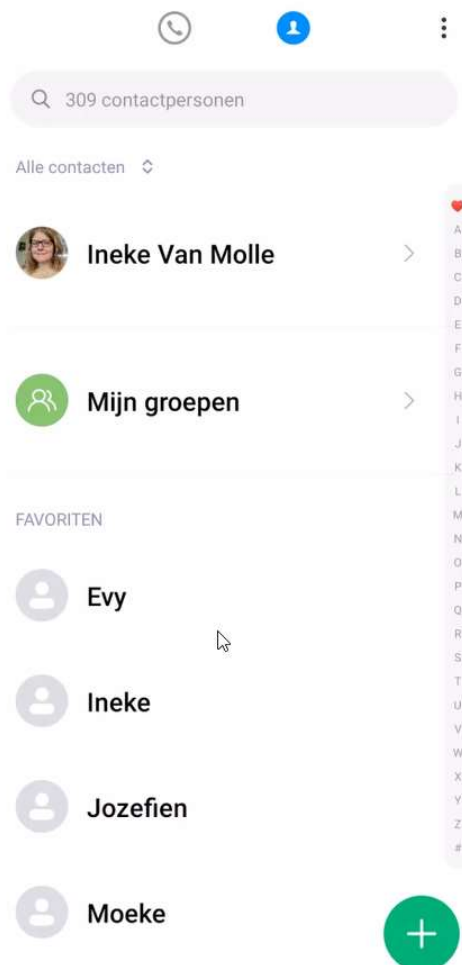 309 contactpersonen
Alle contacten
Ineke Van Molle
Mijn groepen
FAVORITEN
Evy
Ineke
Jozefien
Moeke
A
B
C
D
E
F
G
H
I
J
K
L
M
N
O
P
Q
R
S
T
U
V
W
X
Y
Z
#